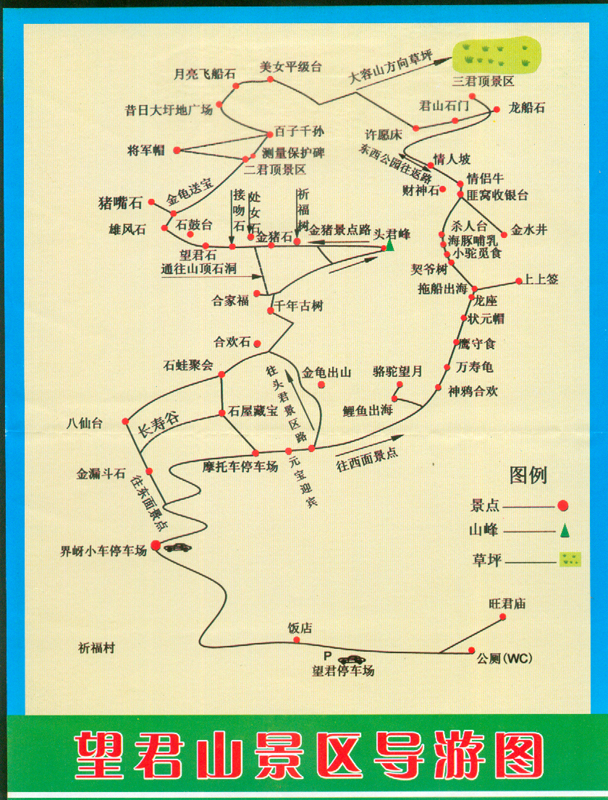 美女平级台
月亮飞船石
大容山方向草坪
三君顶景区
昔日大圩地广场
君山石门
龙船石
百子千孙
许愿床
将军帽
测量保护碑
二君顶景区
东西公园往返路
情人坡
情侣牛
财神石
匪窝收银台
猪嘴石
金龟送宝
接吻石
处女石
祈福树
雄风石
石鼓台
金猪石
金猪景点路
头君峰
杀人台
金水井
望君石
海豚哺乳
小驼觅食
通往山顶石洞
契爷树
上上签
拖船出海
合家福
千年古树
龙座
状元帽
合欢石
鹰守食
石蛙聚会
往头君景区路
金龟出山
骆驼望月
万寿龟
神鸦合欢
八仙台
长寿谷
石屋藏宝
鲤鱼出海
金漏斗石
摩托车停车场
元宝迎宾
往西面景点
往东面景点
图例
景点
山峰
草坪
界岈小车停车场
旺君庙
饭店
祈福村
P
望君停车场
公厕(WC)
望君山景区导游图